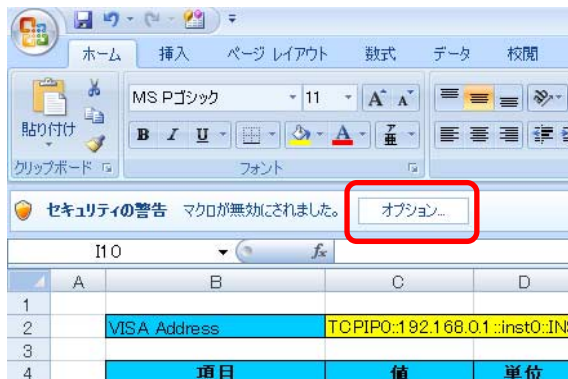 ホーム 挿入 ページ レイアウト 数式 データ 校閲
MS Pゴシック 11 A A
貼り付け B I U A ア亜
クリップボード フォント
セキュリティの警告 マクロが無効にされました。 オプション...
I10 fx
A B C D
1
2 VISA Address TCPIP0::192.168.0.1::inst0::INS
3
4 項目 値 単位